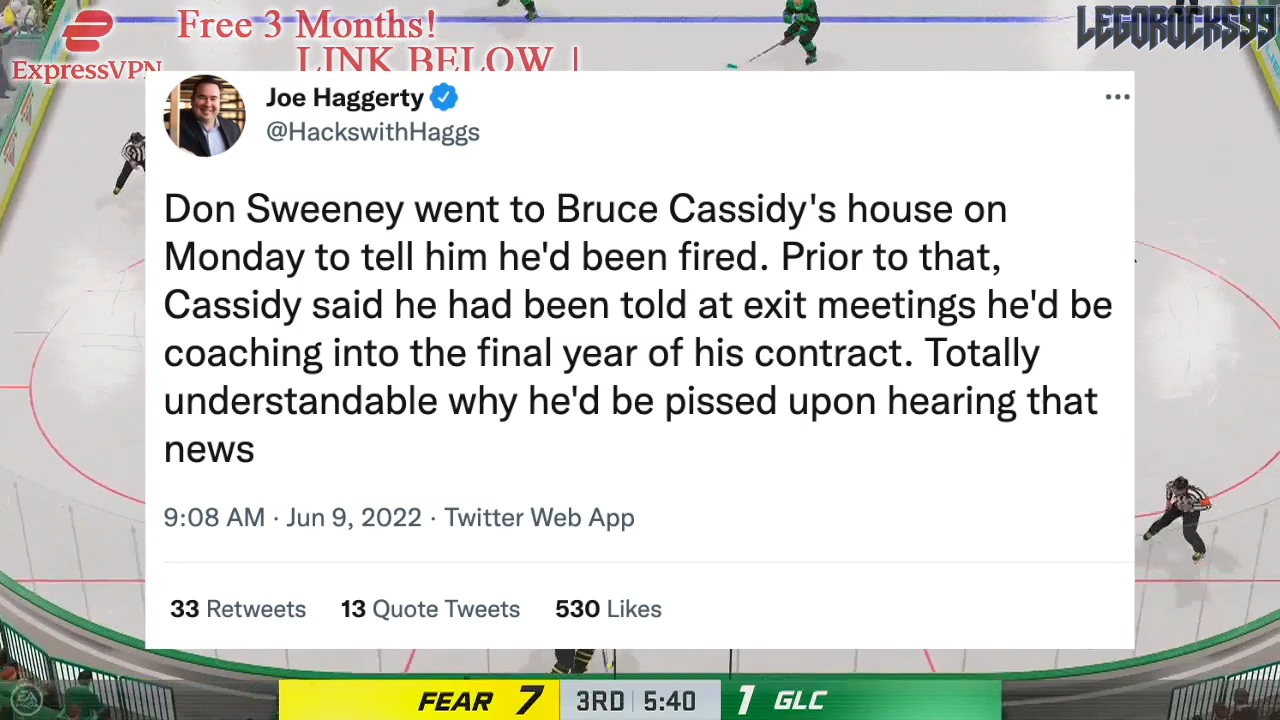 Free 3 Months!
LINK BELOW |
ExpressVPN
LEGOROCKS99
Joe Haggerty
@HackswithHaggs
Don Sweeney went to Bruce Cassidy's house on
Monday to tell him he'd been fired. Prior to that,
Cassidy said he had been told at exit meetings he'd be
coaching into the final year of his contract. Totally
understandable why he'd be pissed upon hearing that
news
9:08 AM · Jun 9, 2022 · Twitter Web App
33 Retweets 13 Quote Tweets 530 Likes
FEAR 7 3RD 5:40 1 GLC
EA